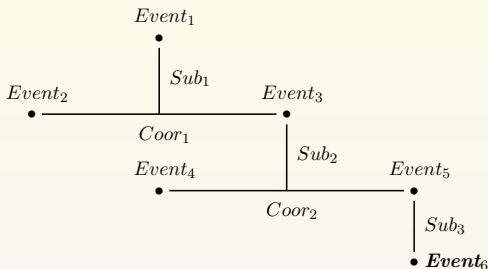 Event₁
Sub₁
Event₂ Event₃
Coor₁
Sub₂
Event₄ Event₅
Coor₂
Sub₃
Event₆